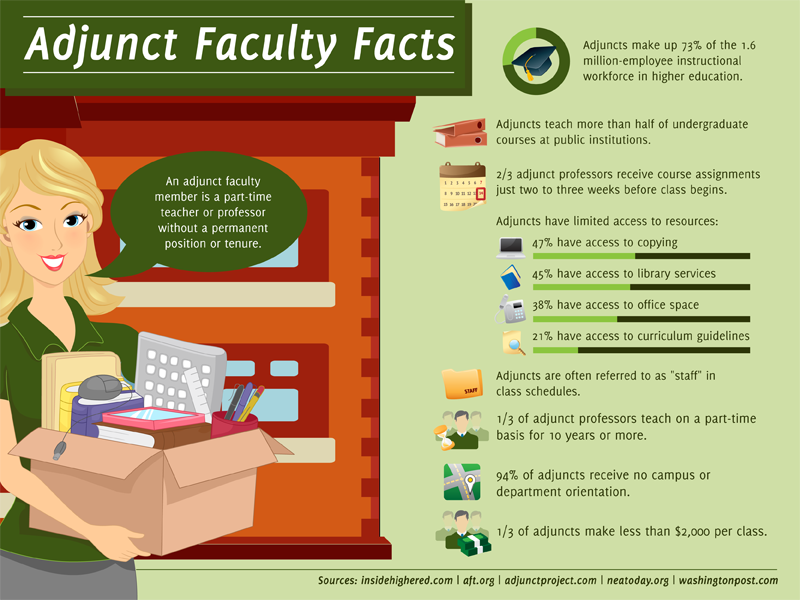 Adjunct Faculty Facts
An adjunct faculty
member is a part-time
teacher or professor
without a permanent
position or tenure.
Adjuncts make up 73% of the 1.6
million-employee instructional
workforce in higher education.
Adjuncts teach more than half of undergraduate
courses at public institutions.
2/3 adjunct professors receive course assignments
just two to three weeks before class begins.
Adjuncts have limited access to resources:
47% have access to copying
45% have access to library services
38% have access to office space
21% have access to curriculum guidelines
Adjuncts are often referred to as "staff" in
class schedules.
STAFF
1/3 of adjunct professors teach on a part-time
basis for 10 years or more.
94% of adjuncts receive no campus or
department orientation.
1/3 of adjuncts make less than $2,000 per class.
Sources: insidehighered.com | aft.org | adjunctproject.com | neatoday.org | washingtonpost.com